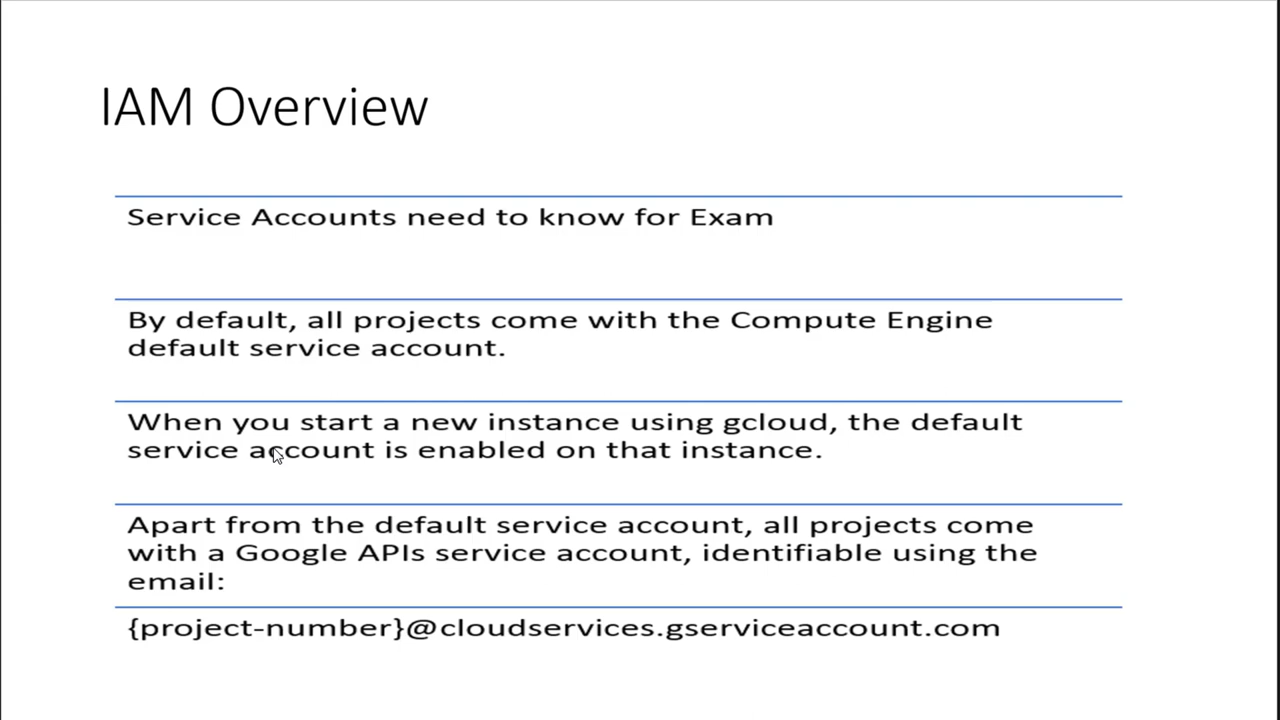 IAM Overview
Service Accounts need to know for Exam
By default, all projects come with the Compute Engine
default service account.
When you start a new instance using gcloud, the default
service account is enabled on that instance.
Apart from the default service account, all projects come
with a Google APIs service account, identifiable using the
email:
{project-number}@cloudservices.gserviceaccount.com